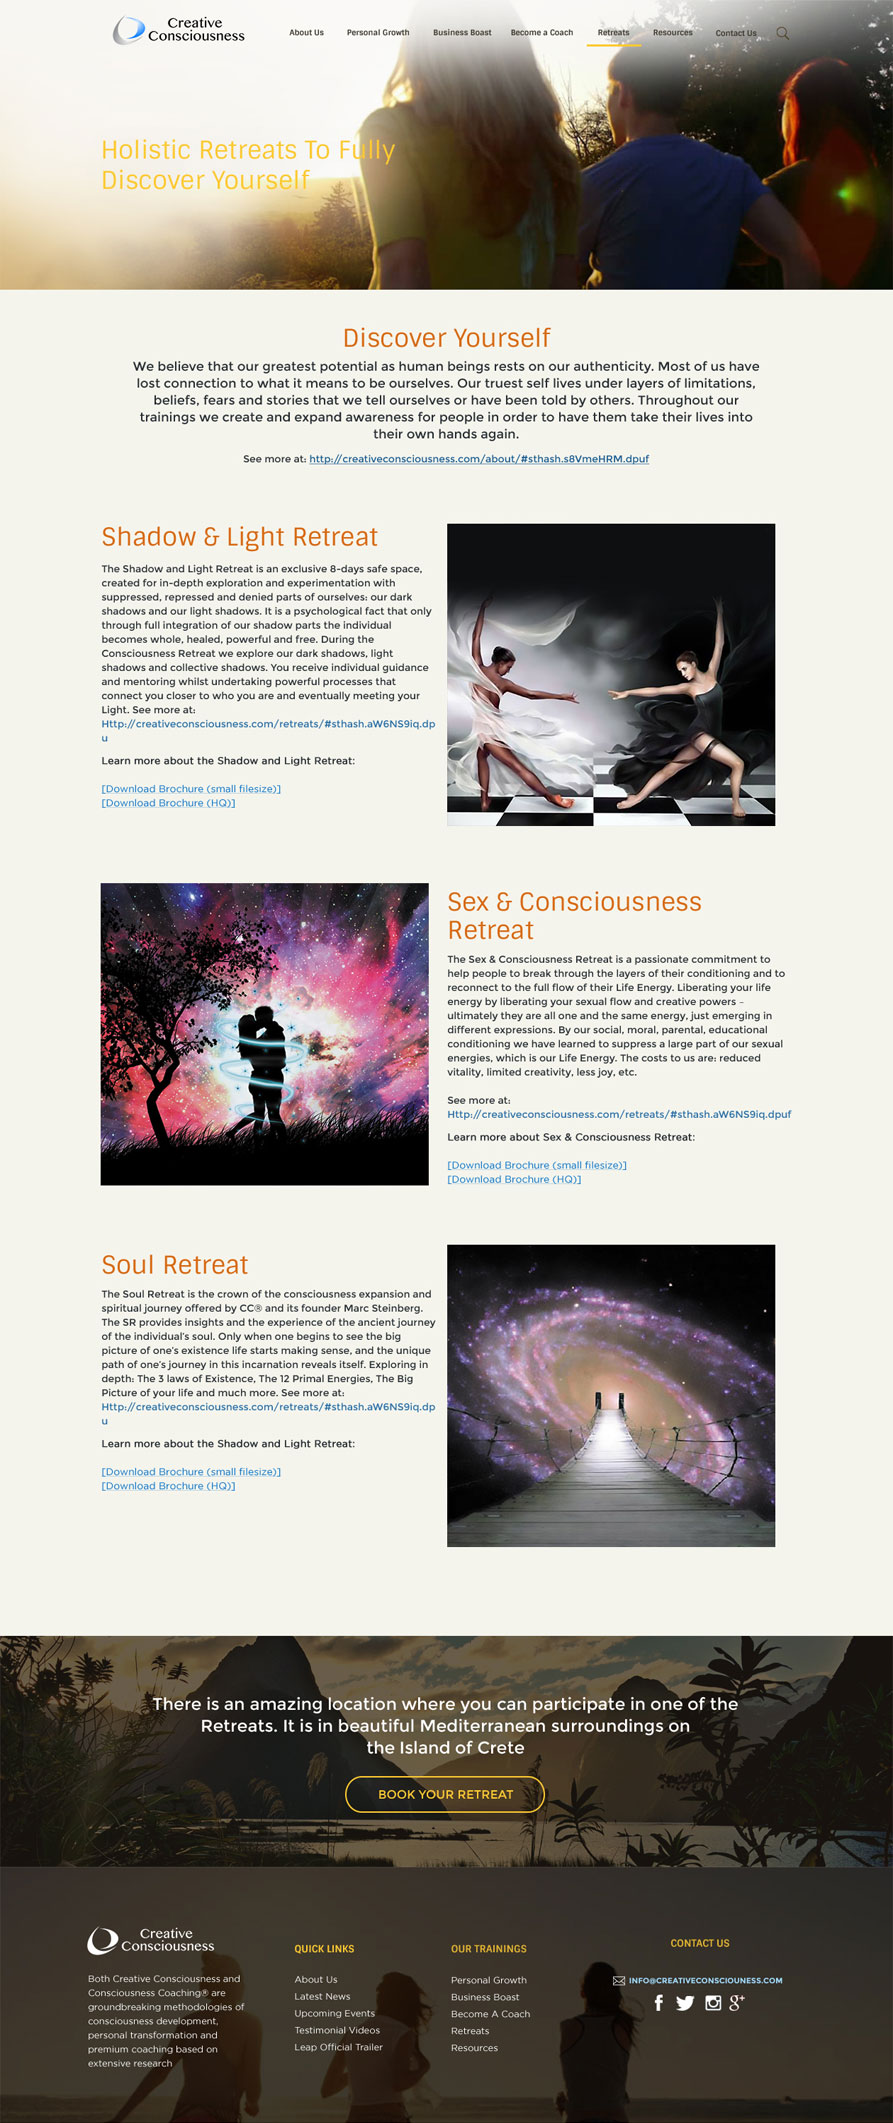 Creative
Consciousness
About Us
Personal Growth
Business Boast
Become a Coach
Retreats
Resources
Contact Us
Holistic Retreats To Fully
Discover Yourself
Discover Yourself
We believe that our greatest potential as human beings rests on our authenticity. Most of us have
lost connection to what it means to be ourselves. Our truest self lives under layers of limitations,
beliefs, fears and stories that we tell ourselves or have been told by others. Throughout our
trainings we create and expand awareness for people in order to have them take their lives into
their own hands again.
See more at: http://creativeconsciousness.com/about/#sthash.s8VmeHRM.dpuf
Shadow & Light Retreat
The Shadow and Light Retreat is an exclusive 8-days safe space,
created for in-depth exploration and experimentation with
suppressed, repressed and denied parts of ourselves: our dark
shadows and our light shadows. It is a psychological fact that only
through full integration of our shadow parts the individual
becomes whole, healed, powerful and free. During the
Consciousness Retreat we explore our dark shadows, light
shadows and collective shadows. You receive individual guidance
and mentoring whilst undertaking powerful processes that
connect you closer to who you are and eventually meeting your
Light. See more at:
Http://creativeconsciousness.com/retreats/#sthash.aW6NS9iq.dp
u
Learn more about the Shadow and Light Retreat:
[Download Brochure (small filesize)]
[Download Brochure (HQ)]
Sex & Consciousness
Retreat
The Sex & Consciousness Retreat is a passionate commitment to
help people to break through the layers of their conditioning and to
reconnect to the full flow of their Life Energy. Liberating your life
energy by liberating your sexual flow and creative powers –
ultimately they are all one and the same energy, just emerging in
different expressions. By our social, moral, parental, educational
conditioning we have learned to suppress a large part of our sexual
energies, which is our Life Energy. The costs to us are: reduced
vitality, limited creativity, less joy, etc.
See more at:
Http://creativeconsciousness.com/retreats/#sthash.aW6NS9iq.dpuf
Learn more about Sex & Consciousness Retreat:
[Download Brochure (small filesize)]
[Download Brochure (HQ)]
Soul Retreat
The Soul Retreat is the crown of the consciousness expansion and
spiritual journey offered by CC® and its founder Marc Steinberg.
The SR provides insights and the experience of the ancient journey
of the individual's soul. Only when one begins to see the big
picture of one's existence life starts making sense, and the unique
path of one's journey in this incarnation reveals itself. Exploring in
depth: The 3 laws of Existence, The 12 Primal Energies, The Big
Picture of your life and much more. See more at:
Http://creativeconsciousness.com/retreats/#sthash.aW6NS9iq.dp
u
Learn more about the Shadow and Light Retreat:
[Download Brochure (small filesize)]
[Download Brochure (HQ)]
There is an amazing location where you can participate in one of the
Retreats. It is in beautiful Mediterranean surroundings on
the Island of Crete
BOOK YOUR RETREAT
Creative
Consciousness
Both Creative Consciousness and
Consciousness Coaching® are
groundbreaking methodologies of
consciousness development,
personal transformation and
premium coaching based on
extensive research
QUICK LINKS
About Us
Latest News
Upcoming Events
Testimonial Videos
Leap Official Trailer
OUR TRAININGS
Personal Growth
Business Boast
Become A Coach
Retreats
Resources
CONTACT US
INFO@CREATIVECONSCIOUNESS.COM